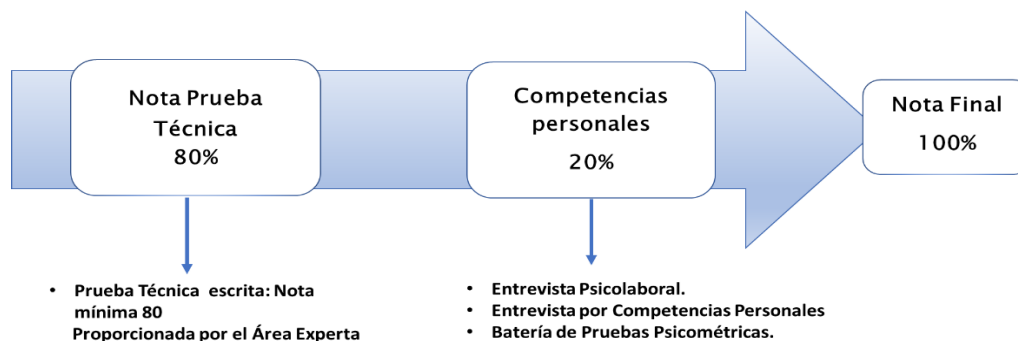 Nota Prueba
Técnica
80%
Competencias
personales
20%
Nota Final
100%
• Prueba Técnica escrita: Nota
mínima 80
Proporcionada por el Área Experta
• Entrevista Psicolaboral.
• Entrevista por Competencias Personales
• Batería de Pruebas Psicométricas.